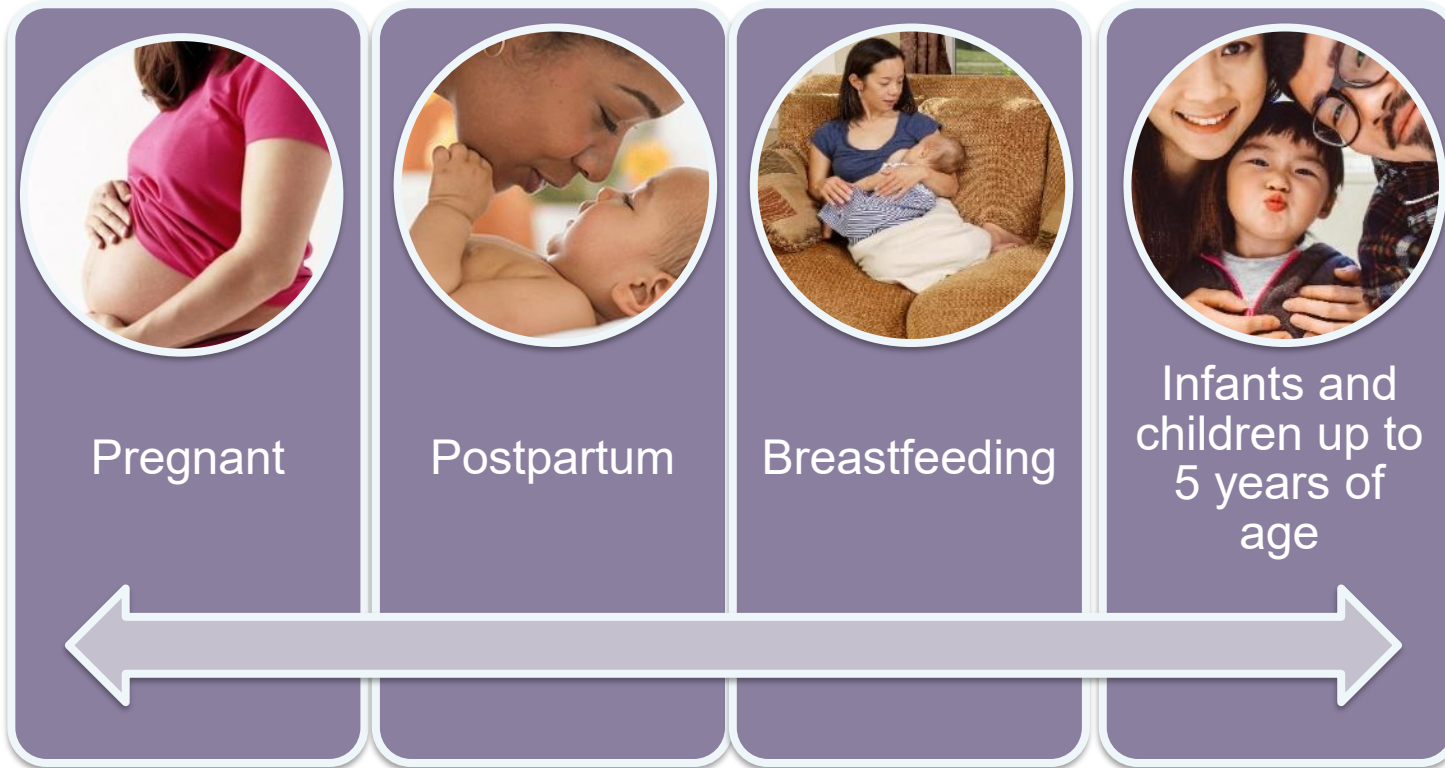 Pregnant
Postpartum
Breastfeeding
Infants and
children up to
5 years of
age